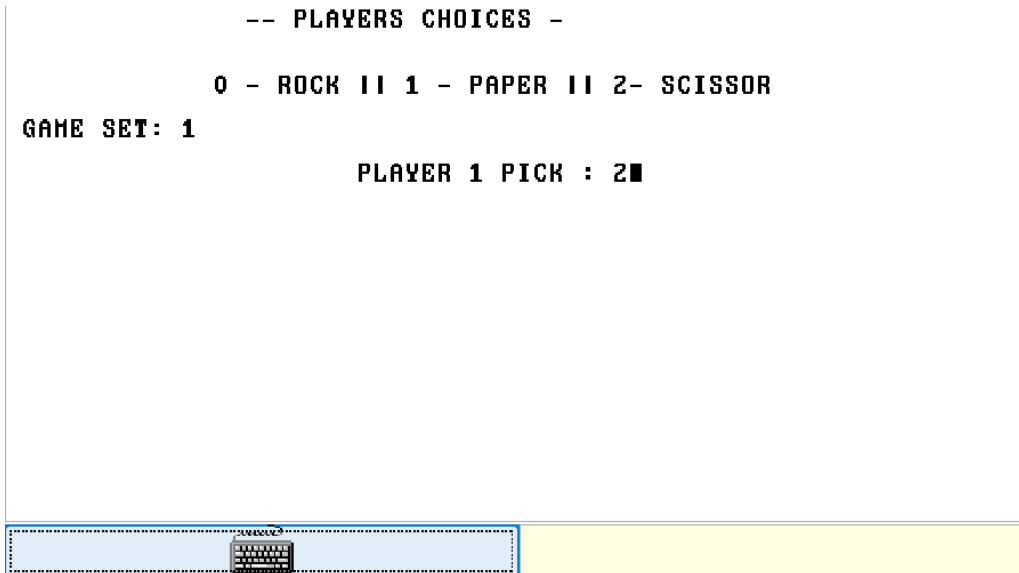 -- PLAYERS CHOICES -
0 - ROCK || 1 - PAPER || 2- SCISSOR
GAME SET: 1
PLAYER 1 PICK : 2